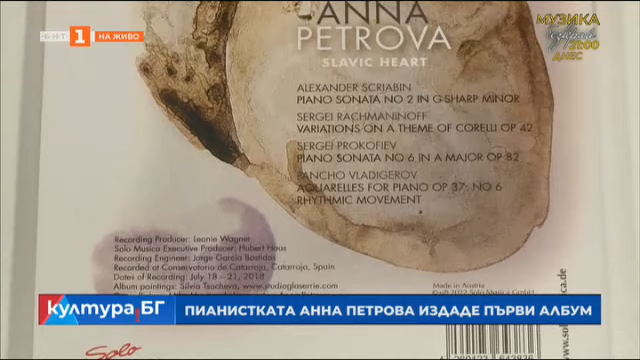 БНТ 1 НА ЖИВО
МУЗИКА
21:00
ДНЕС
ANNA
PETROVA
SLAVIC HEART
ALEXANDER SCRIABIN
PIANO SONATA NO 2 IN G-SHARP MINOR
SERGEI RACHMANINOFF
VARIATIONS ON A THEME OF CORELLI OP 42
SERGEI PROKOFIEV
PIANO SONATA NO 6 IN A MAJOR OP 82
PANCHO VLADIGEROV
AQUARELLES FOR PIANO OP 37: NO 6
RHYTHMIC MOVEMENT
Recording Producer: Leonie Wagner
Solo Musica Executive Producer: Hubert Haas
Recording Engineer: Jorge García Bastidas
Recorded at Conservatorio de Catarroja, Catarroja, Spain
Dates of Recording: July 18 – 21, 2018
Album paintings: Silvia Tsacheva, www.studioglaserrie.com
Made in Austria
култура.БГ
ПИАНИСТКАТА АННА ПЕТРОВА ИЗДАДЕ ПЪРВИ АЛБУМ
Solo